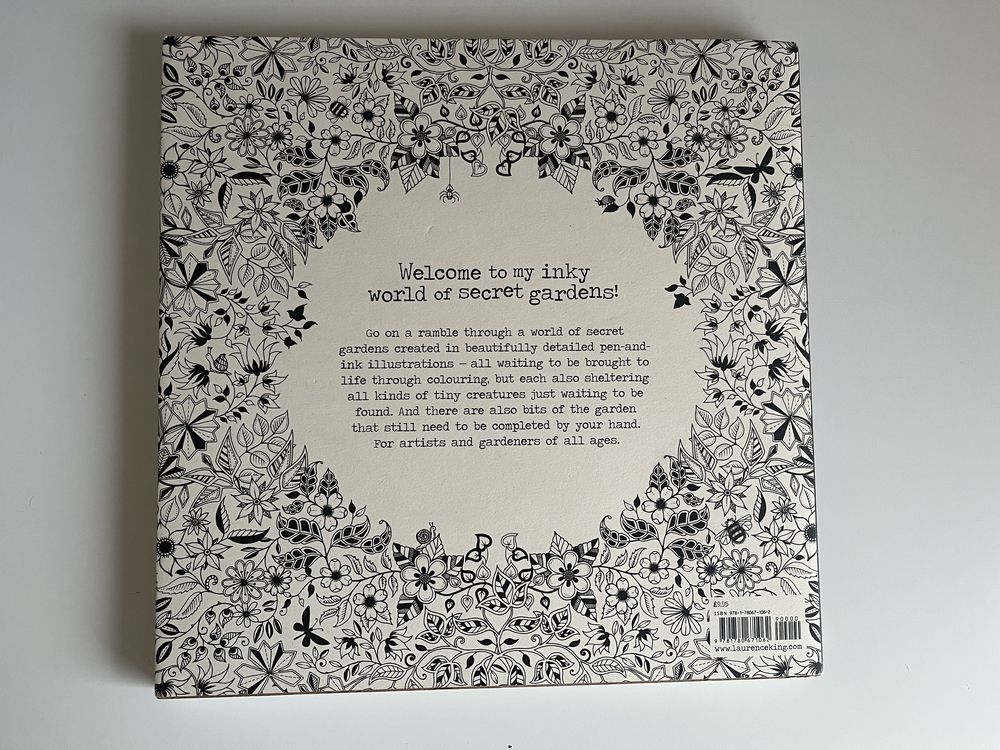 Welcome to my inky
world of secret gardens!
Go on a ramble through a world of secret
gardens created in beautifully detailed pen-and-
ink illustrations – all waiting to be brought to
life through colouring, but each also sheltering
all kinds of tiny creatures just waiting to be
found. And there are also bits of the garden
that still need to be completed by your hand.
For artists and gardeners of all ages.
£9.95
ISBN 978-1-78067-106-2
90000
9 781780 671062
www.laurenceking.com